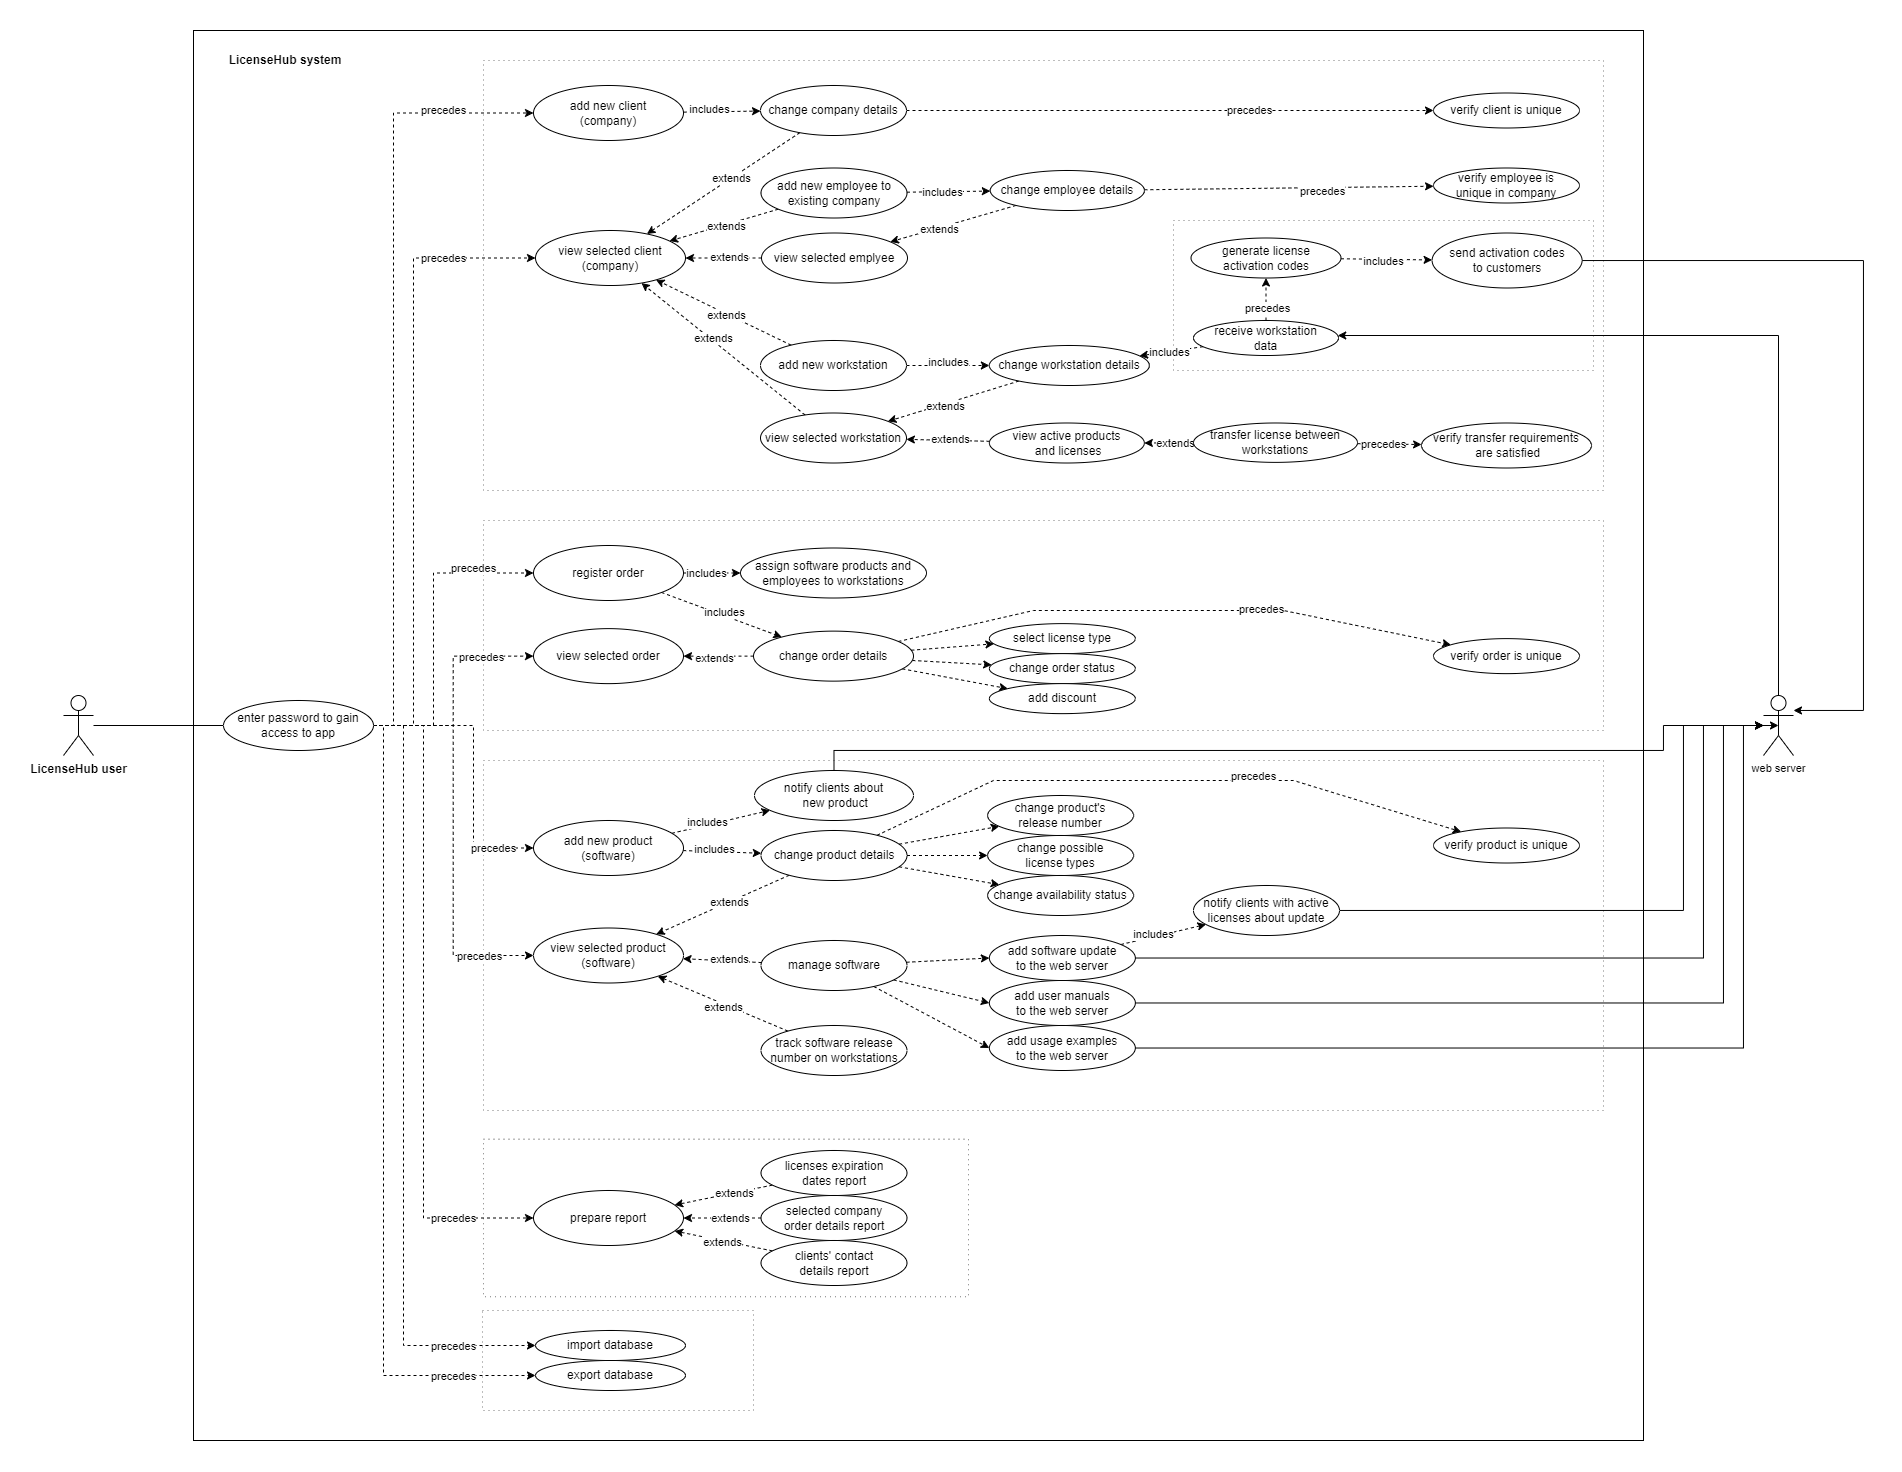 LicenseHub system
precedes
add new client
(company)
includes
change company details
precedes
verify client is unique
extends
add new employee to
existing company
includes
change employee details
precedes
verify employee is
unique in company
extends
extends
precedes
view selected client
(company)
extends
view selected emplyee
generate license
activation codes
includes
send activation codes
to customers
precedes
extends
extends
receive workstation
data
add new workstation
includes
change workstation details
includes
extends
view selected workstation
extends
view active products
and licenses
extends
transfer license between
workstations
precedes
verify transfer requirements
are satisfied
precedes
register order
includes
assign software products and
employees to workstations
includes
precedes
precedes
view selected order
extends
change order details
select license type
change order status
add discount
verify order is unique
LicenseHub user
enter password to gain
access to app
web server
notify clients about
new product
precedes
includes
precedes
add new product
(software)
includes
change product details
change product's
release number
change possible
license types
change availability status
verify product is unique
extends
notify clients with active
licenses about update
includes
precedes
view selected product
(software)
extends
manage software
add software update
to the web server
add user manuals
to the web server
add usage examples
to the web server
extends
track software release
number on workstations
precedes
prepare report
extends
licenses expiration
dates report
extends
selected company
order details report
extends
clients' contact
details report
precedes
import database
precedes
export database